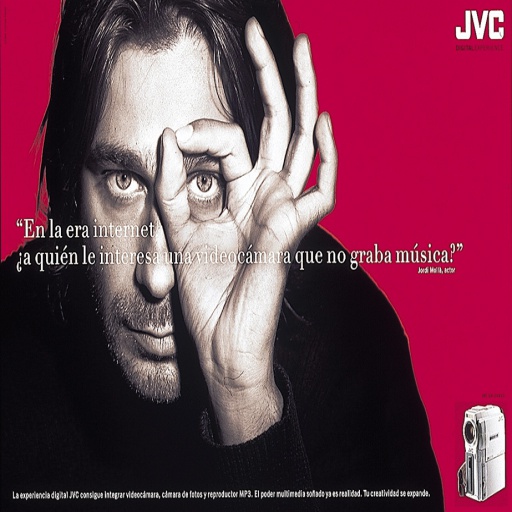 JVC
“En la era internet,
¿a quién le interesa una videocámara que no graba música?”
Jordi Mollà, actor
La experiencia digital JVC consigue integrar videocámara, cámara de fotos y reproductor MP3. El poder multimedia soñado ya es realidad. Tu creatividad se expande.